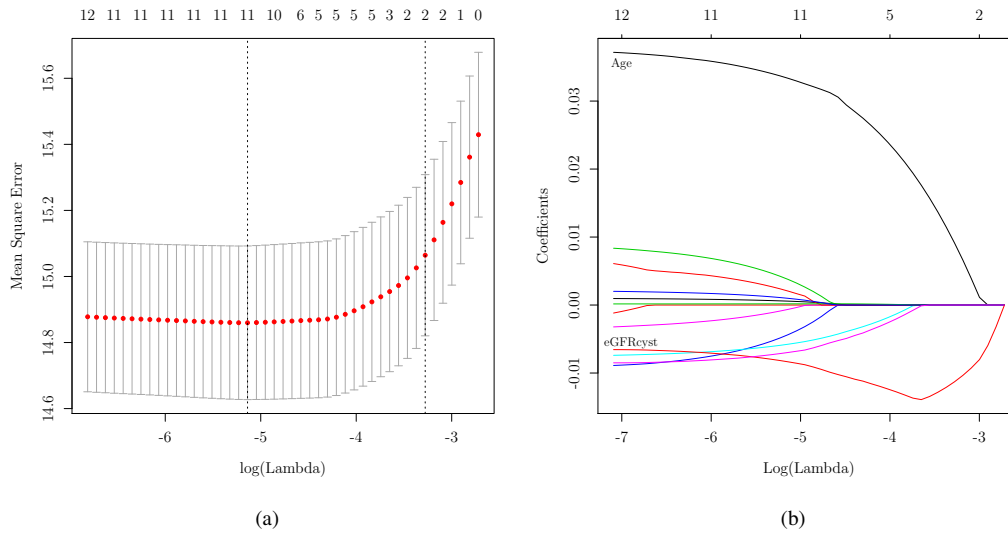 12 11 11 11 11 11 11 10 6 5 5 5 3 2 2 2 1 0
Mean Square Error
15.6
15.4
15.2
15.0
14.8
14.6
-6 -5 -4 -3
log(Lambda)
(a)
12 11 11 5 2
Coefficients
0.03
0.02
0.01
0.00
-0.01
Age
eGFRcyst
-7 -6 -5 -4 -3
Log(Lambda)
(b)